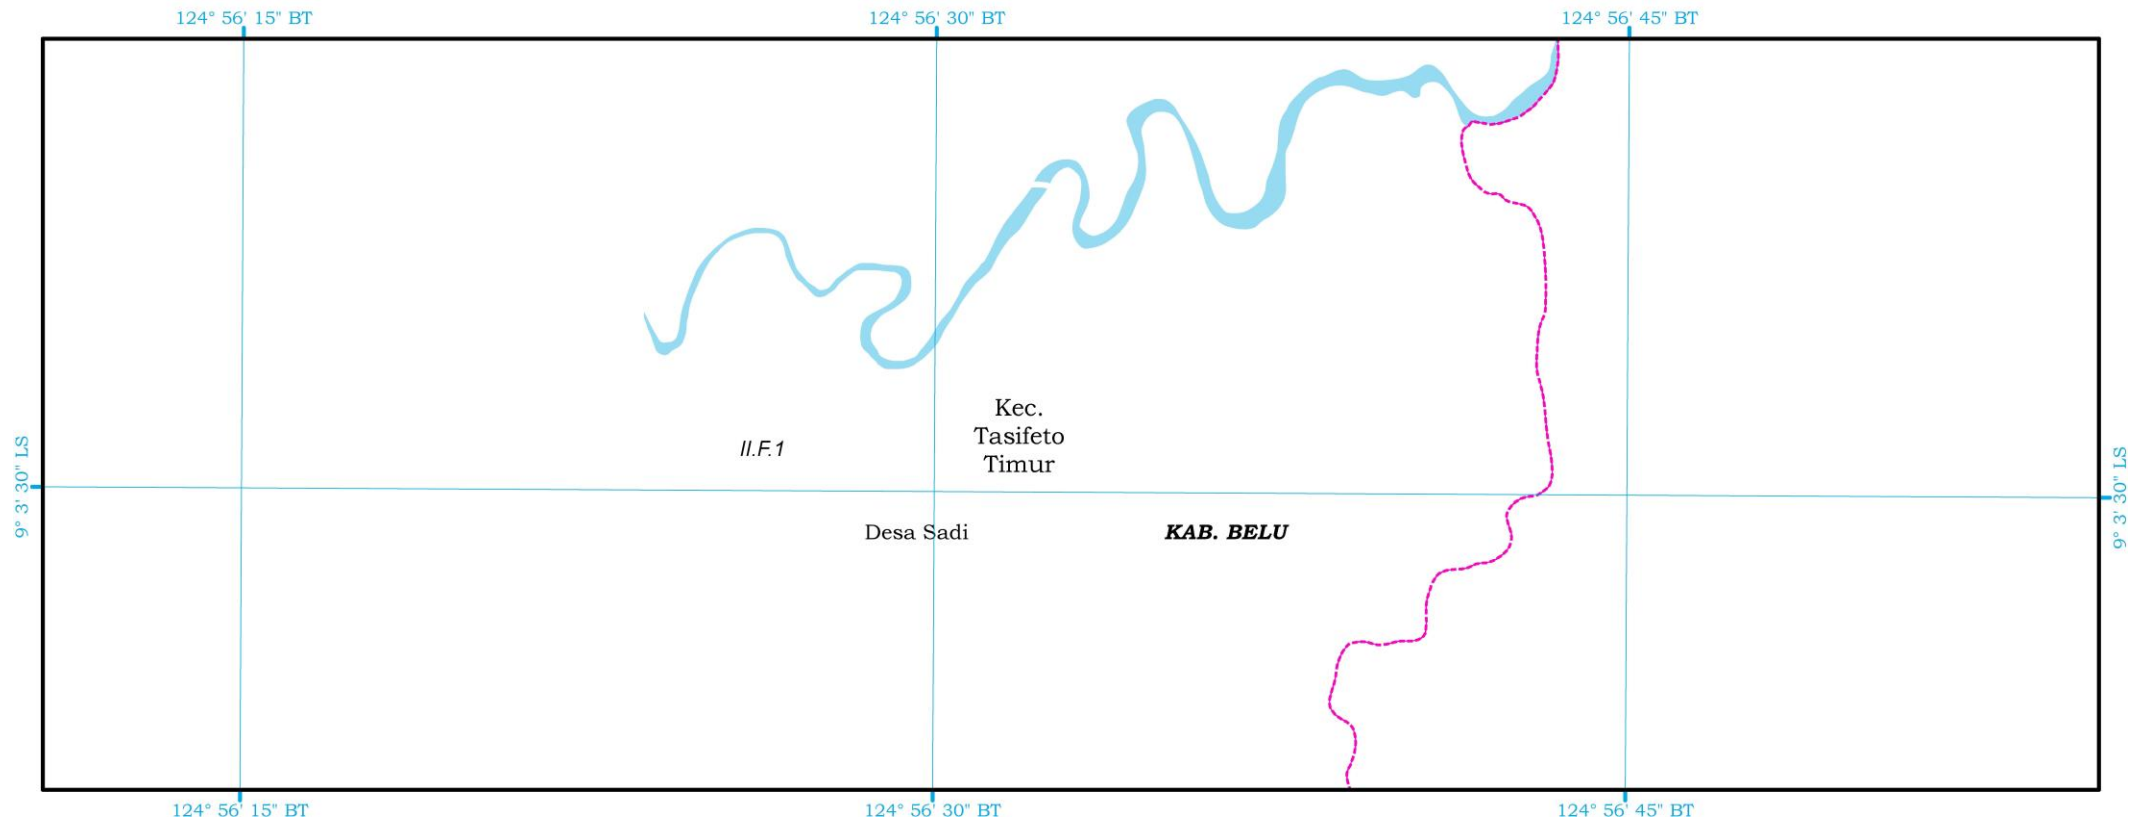 124° 56' 15" BT
124° 56' 30" BT
124° 56' 45" BT
Kec.
Tasifeto
Timur
II.F.1
9° 3' 30" LS
9° 3' 30" LS
Desa Sadi
KAB. BELU
124° 56' 15" BT
124° 56' 30" BT
124° 56' 45" BT